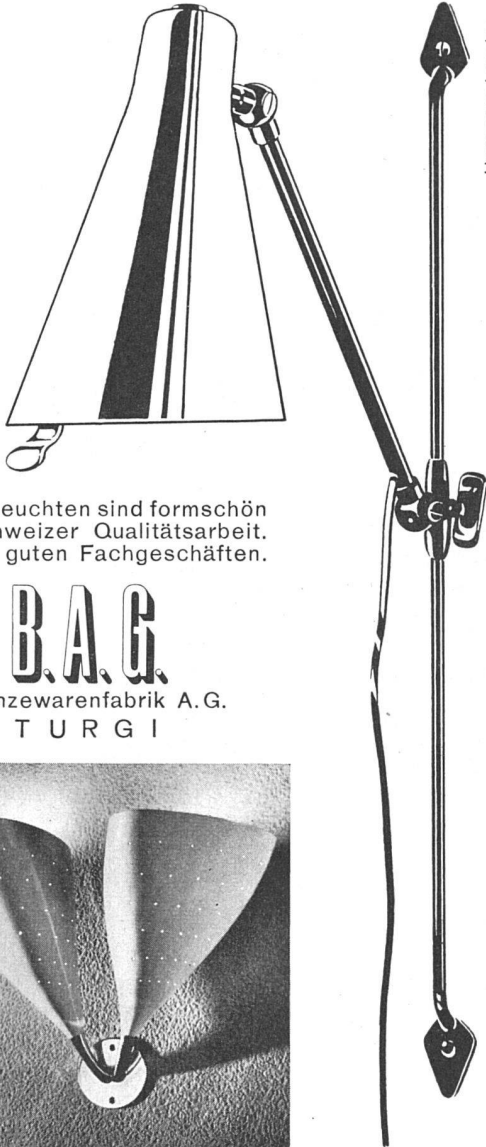 euchten sind formschön
weizer Qualitätsarbeit.
guten Fachgeschäften.
B.A.G.
nzewarenfabrik A.G.
TURGI